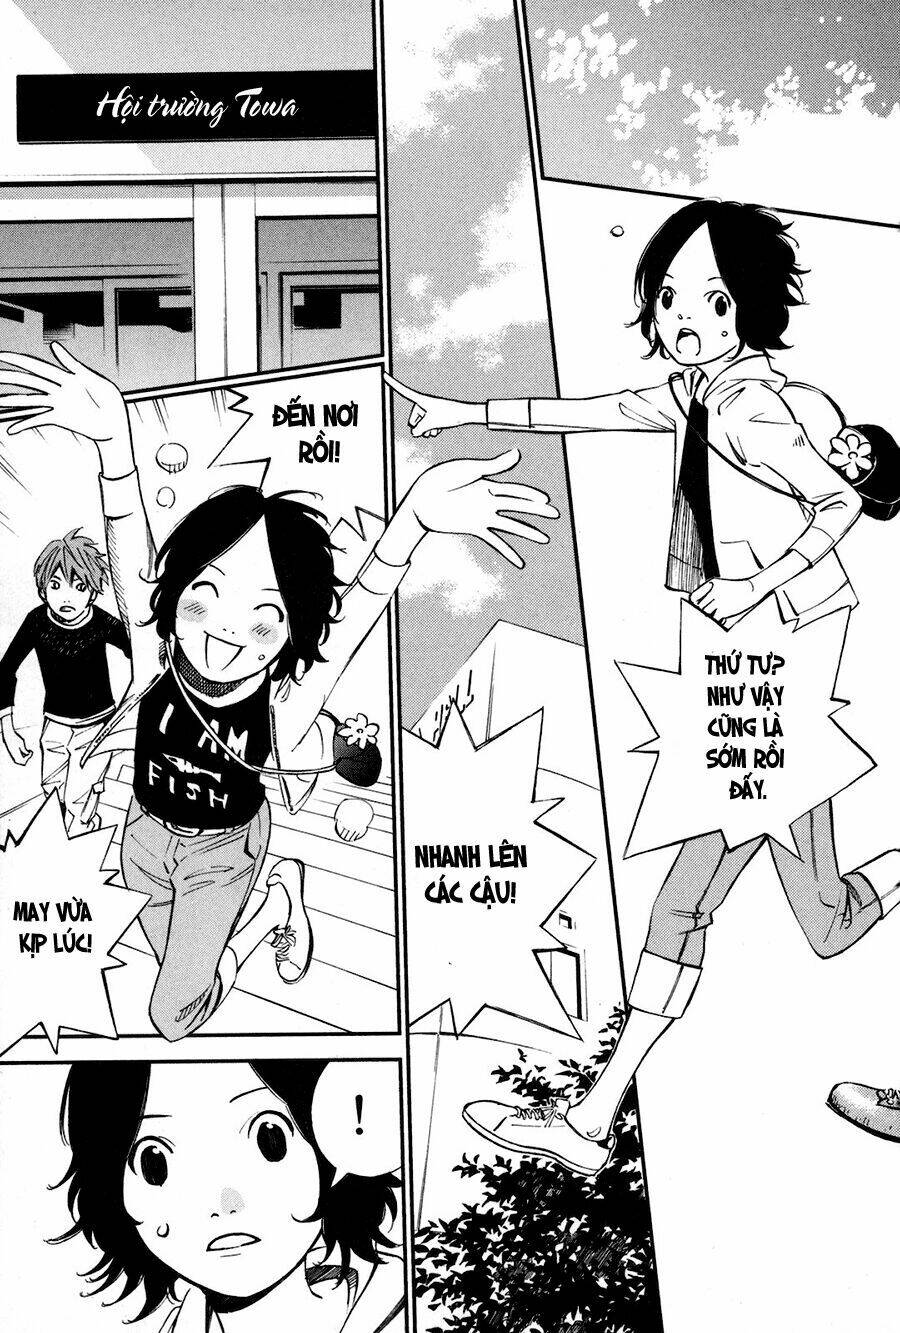 THỨ TƯ?
NHƯ VẬY
CŨNG LÀ
SỚM RỒI
ĐẤY.
NHANH LÊN
CÁC CẬU!
Hội trường Towa
ĐẾN NƠI
RỒI!
I AM
FISH
MAY VỪA
KỊP LÚC!
!